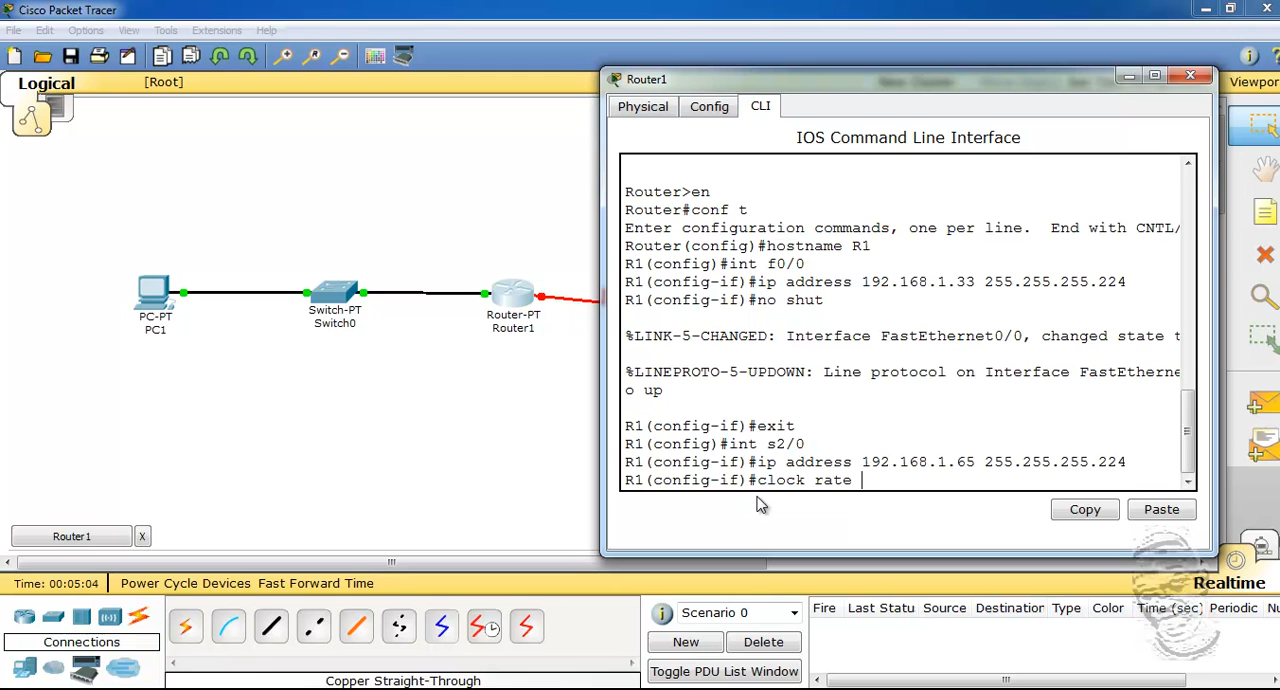 Cisco Packet Tracer
File Edit Options View Tools Extensions Help
Logical
[Root]
Viewpor
Router1
Physical Config CLI
IOS Command Line Interface
Router>en
Router#conf t
Enter configuration commands, one per line.  End with CNTL/
Router(config)#hostname R1
R1(config)#int f0/0
R1(config-if)#ip address 192.168.1.33 255.255.255.224
R1(config-if)#no shut
%LINK-5-CHANGED: Interface FastEthernet0/0, changed state t
%LINEPROTO-5-UPDOWN: Line protocol on Interface FastEtherne
o up
R1(config-if)#exit
R1(config)#int s2/0
R1(config-if)#ip address 192.168.1.65 255.255.255.224
R1(config-if)#clock rate
Copy Paste
PC-PT
PC1
Switch-PT
Switch0
Router-PT
Router1
Router1 X
Time: 00:05:04 Power Cycle Devices Fast Forward Time
Realtime
Connections
Copper Straight-Through
Scenario 0
New Delete
Toggle PDU List Window
Fire Last Statu Source Destination Type Color Time (sec) Periodic Nu